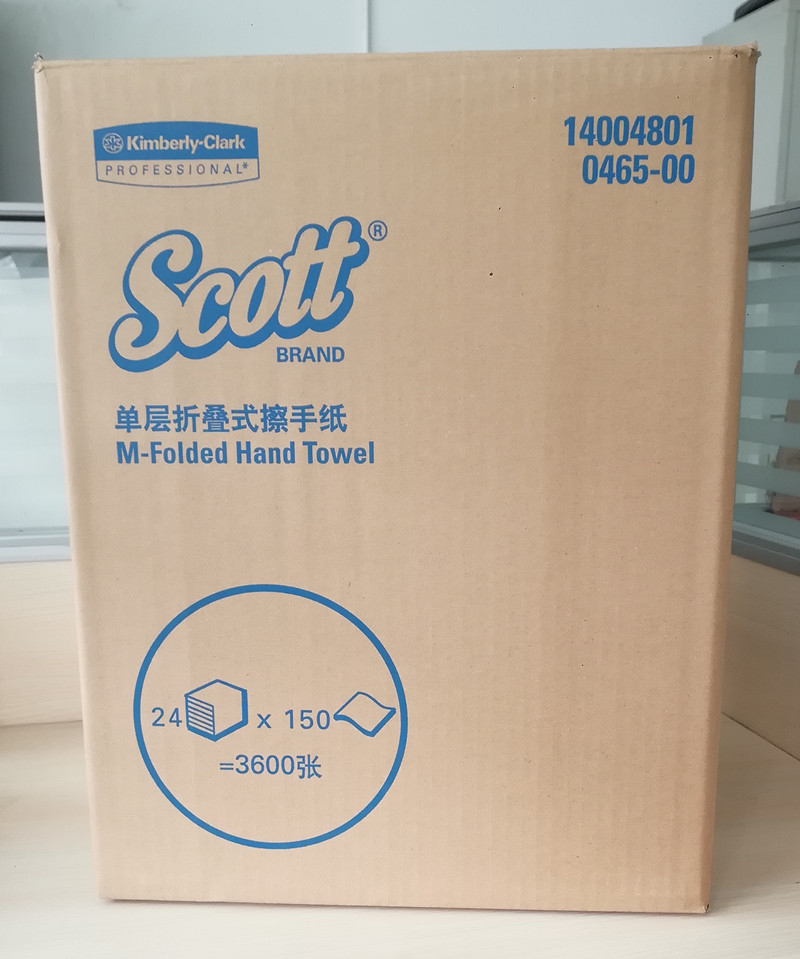 Kimberly-Clark
PROFESSIONAL*
14004801
0465-00
Scott®
BRAND
单层折叠式擦手纸
M-Folded Hand Towel
24 x 150
=3600张